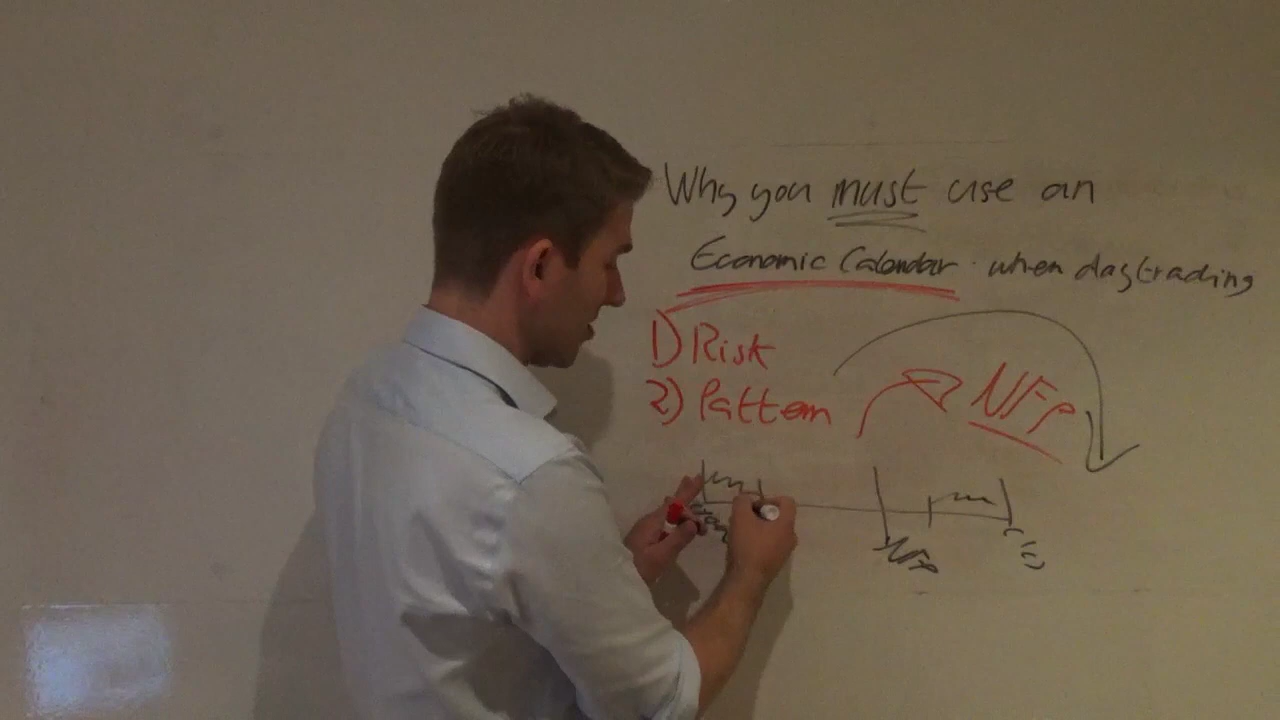 Why you must use an
Economic Calendar when daytrading
1) Risk
2) Pattern
NFP
NFP